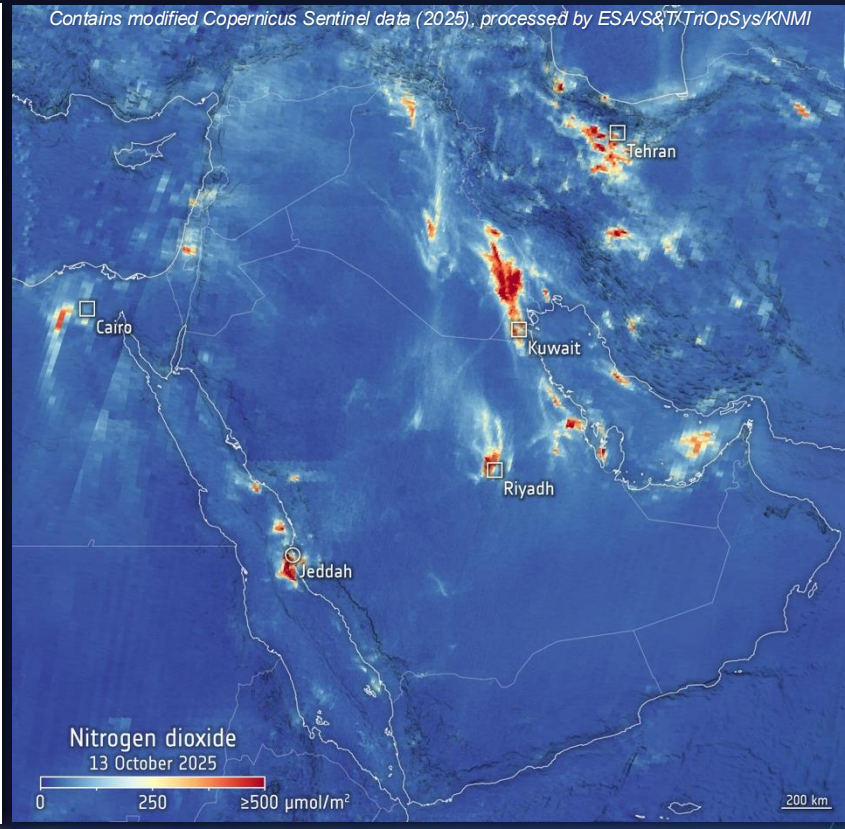 Contains modified Copernicus Sentinel data (2025), processed by ESA/S&T/TriOpSys/KNMI
Tehran
Cairo
Kuwait
Riyadh
Jeddah
Nitrogen dioxide
13 October 2025
0 250 ≥500 μmol/m²
200 km